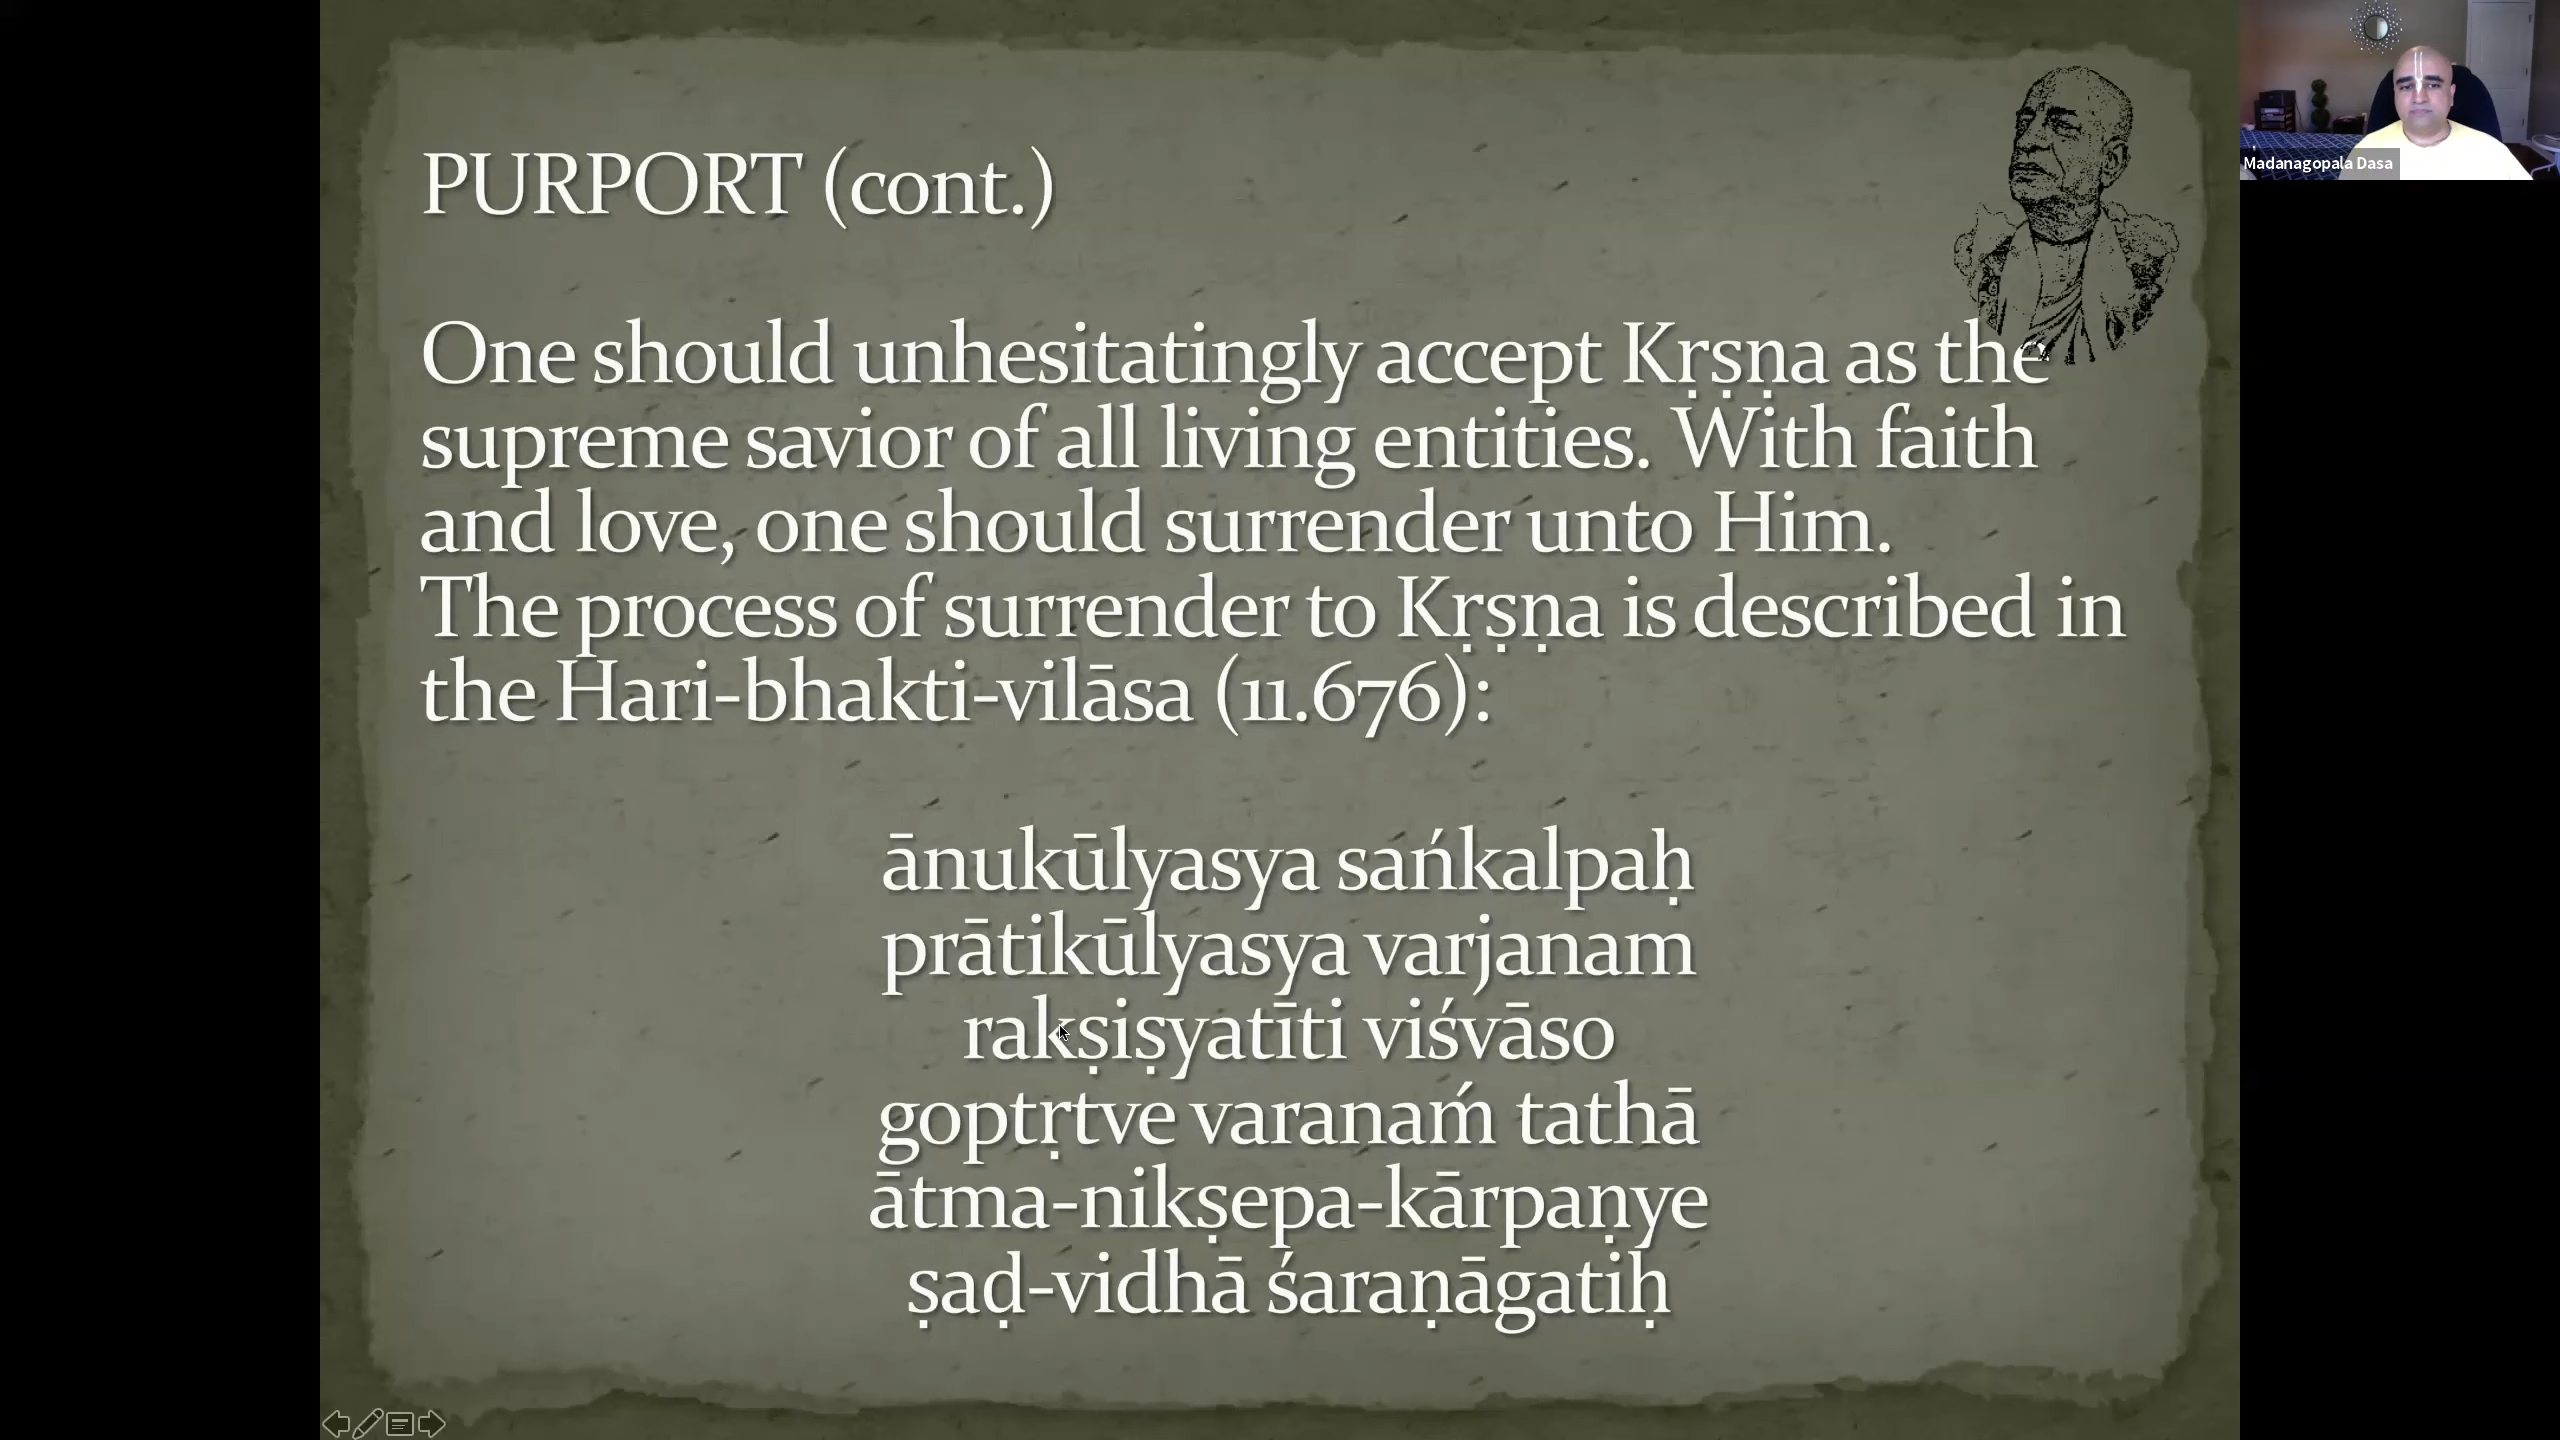 PURPORT (cont.)
One should unhesitatingly accept Kṛṣṇa as the
supreme savior of all living entities. With faith
and love, one should surrender unto Him.
The process of surrender to Kṛṣṇa is described in
the Hari-bhakti-vilāsa (11.676):
ānukūlyasya sańkalpaḥ
prātikūlyasya varjanam
rakṣiṣyatīti viśvāso
goptṛtve varanaḿ tathā
ātma-nikṣepa-kārpaṇye
ṣaḍ-vidhā śaraṇāgatiḥ
Madanagopala Dasa